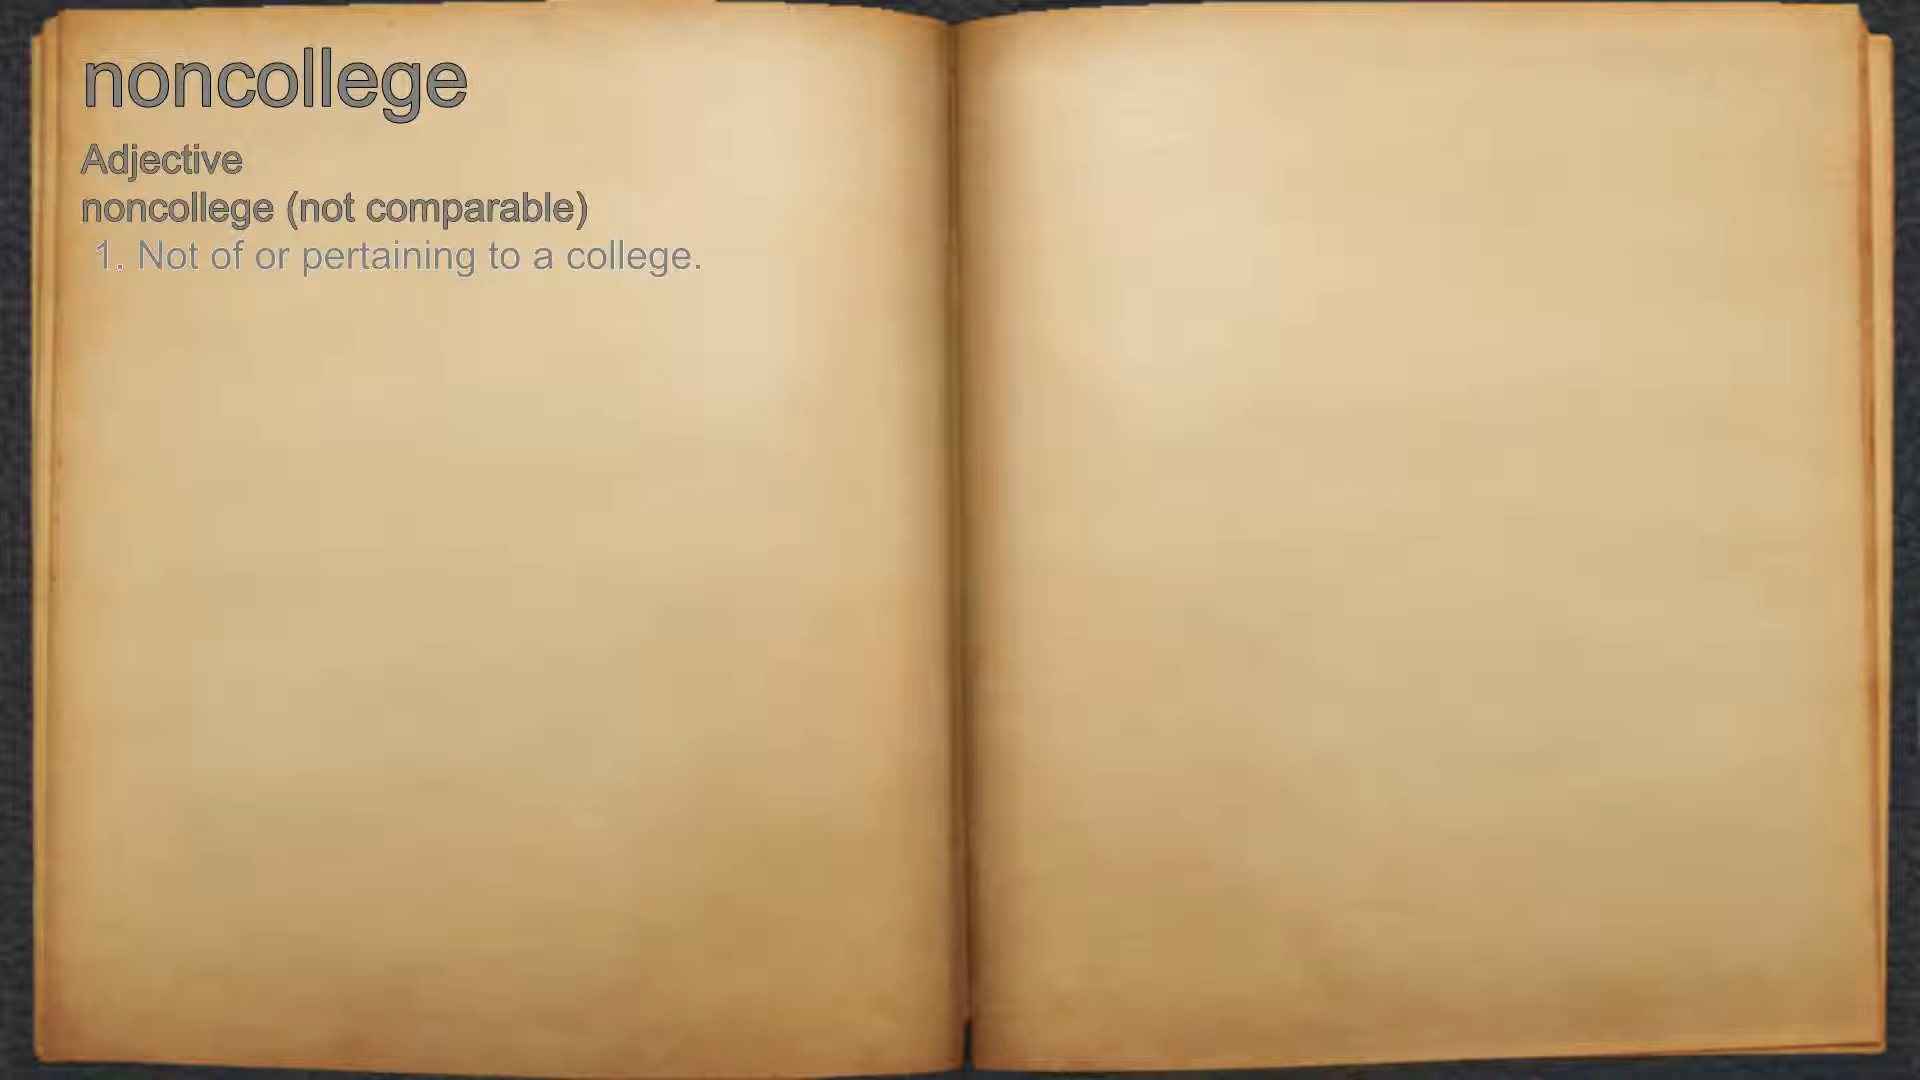 noncollege
Adjective
noncollege (not comparable)
1. Not of or pertaining to a college.